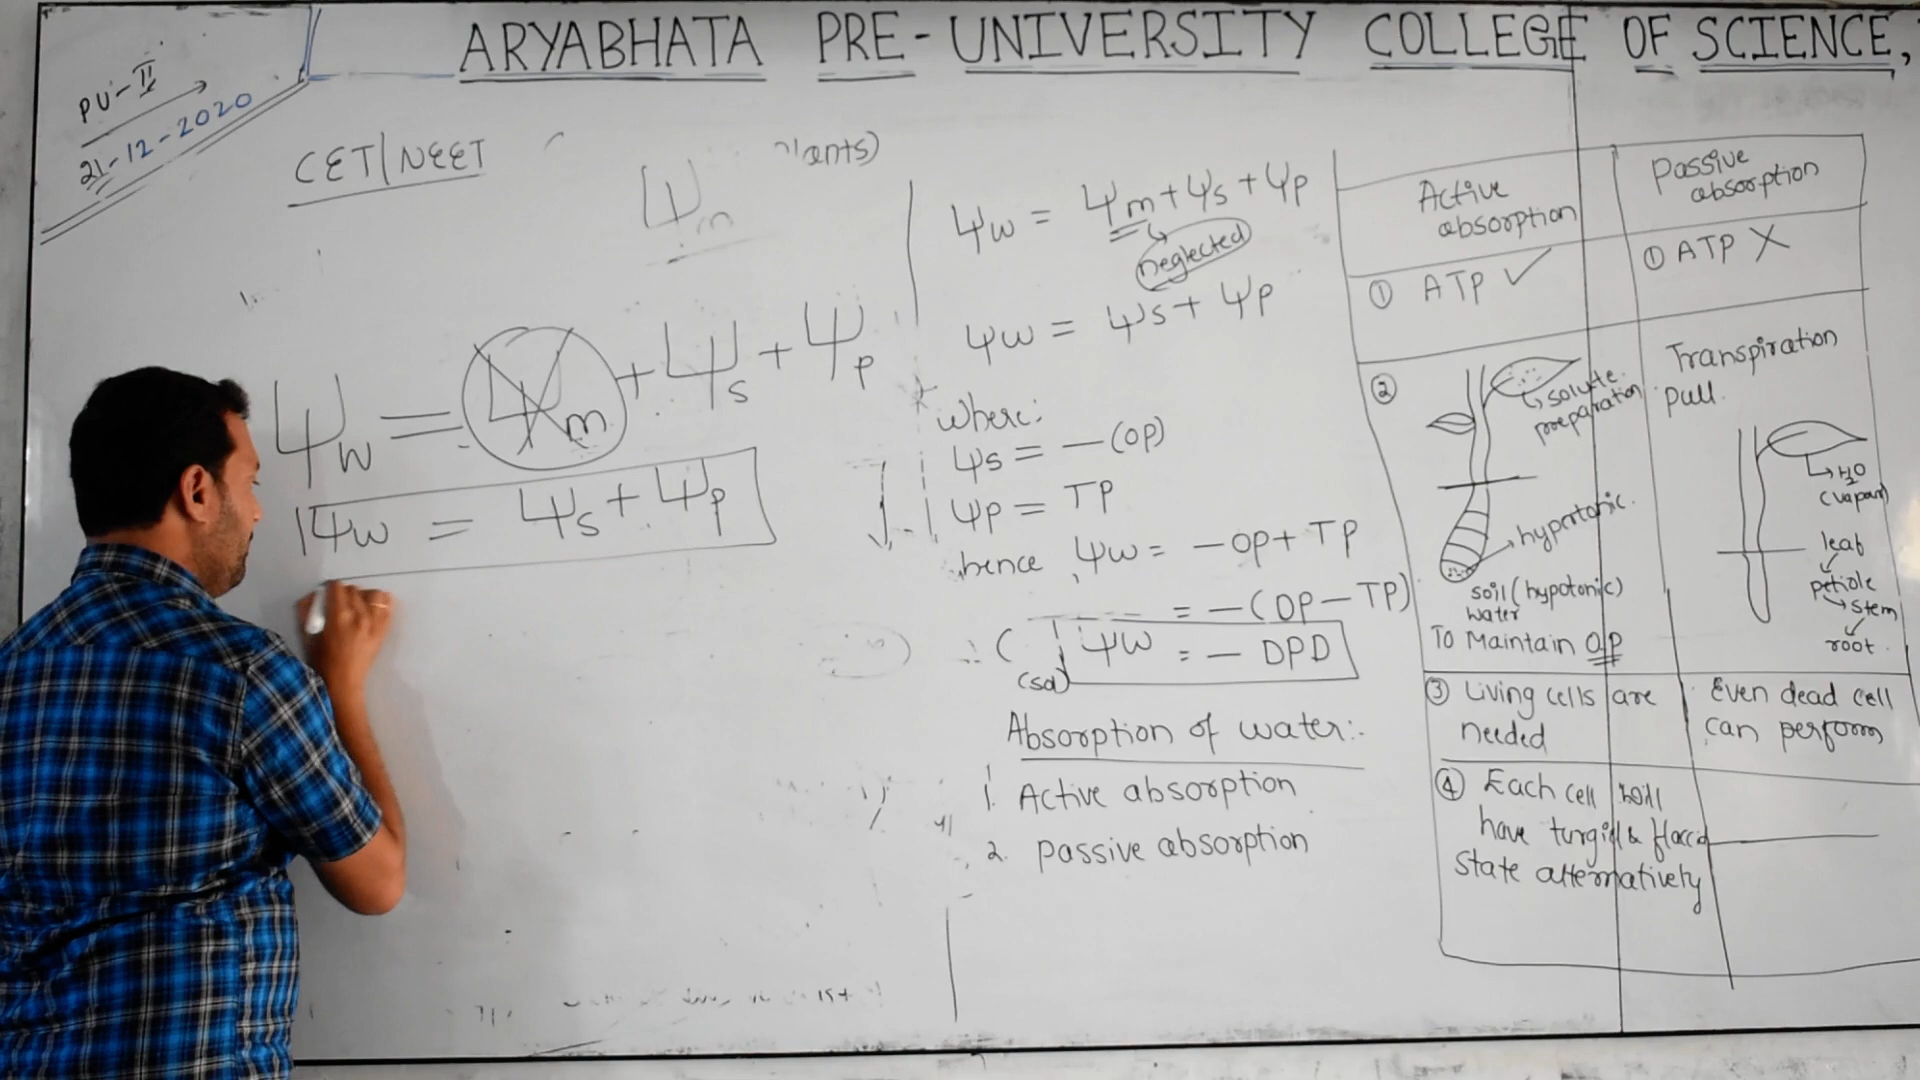 ARYABHATA PRE-UNIVERSITY COLLEGE OF SCIENCE,
PU-II
21-12-2020
CET/NEET
lants)
Ψm
Ψw = Ψm + Ψs + Ψp
Ψw = Ψs + Ψp
Ψw = Ψm + Ψs + Ψp
neglected
Ψw = Ψs + Ψp
where:
Ψs = -(OP)
Ψp = TP
hence, Ψw = -OP + TP
= -(OP - TP)
∴ Ψw = - DPD
Absorption of water:-
1. Active absorption
2. Passive absorption
Active
absorption
① ATP ✓
②
solute
preparation
hypertonic.
soil (hypotonic)
water
To Maintain OP
③ Living cells are
needed
④ Each cell will
have turgid & flaccid
state alternatively
Passive
absorption
① ATP X
Transpiration
pull.
H2O
(vapour)
leaf
petiole
stem
root.
Even dead cell
can perform